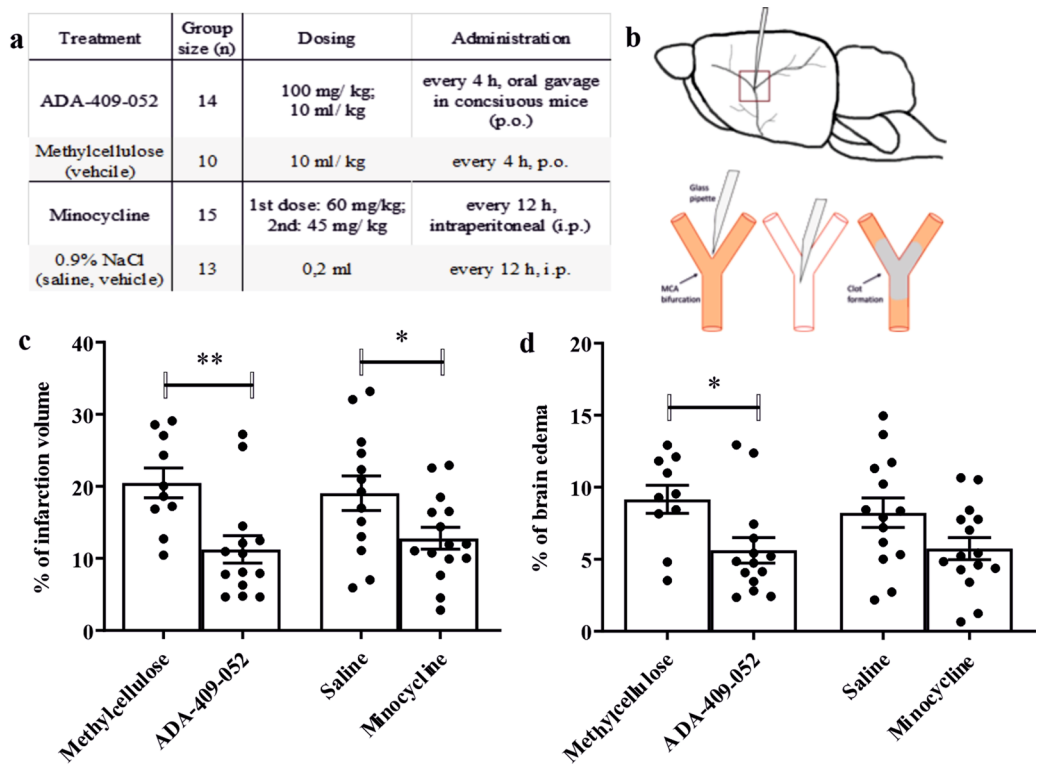 a
Treatment
Group
size (n)
Dosing
Administration
ADA-409-052
14
100 mg/ kg;
10 ml/ kg
every 4 h, oral gavage
in concsiuous mice
(p.o.)
Methylcellulose
(vehcile)
10
10 ml/ kg
every 4 h, p.o.
Minocycline
15
1st dose: 60 mg/kg;
2nd: 45 mg/ kg
every 12 h,
intraperitoneal (i.p.)
0.9% NaCl
(saline, vehicle)
13
0,2 ml
every 12 h, i.p.
b
Glass
pipette
MCA
bifurcation
Clot
formation
c
% of infarction volume
40
30
20
10
0
**
*
Methylcellulose
ADA-409-052
Saline
Minocycline
d
% of brain edema
20
15
10
5
0
*
Methylcellulose
ADA-409-052
Saline
Minocycline